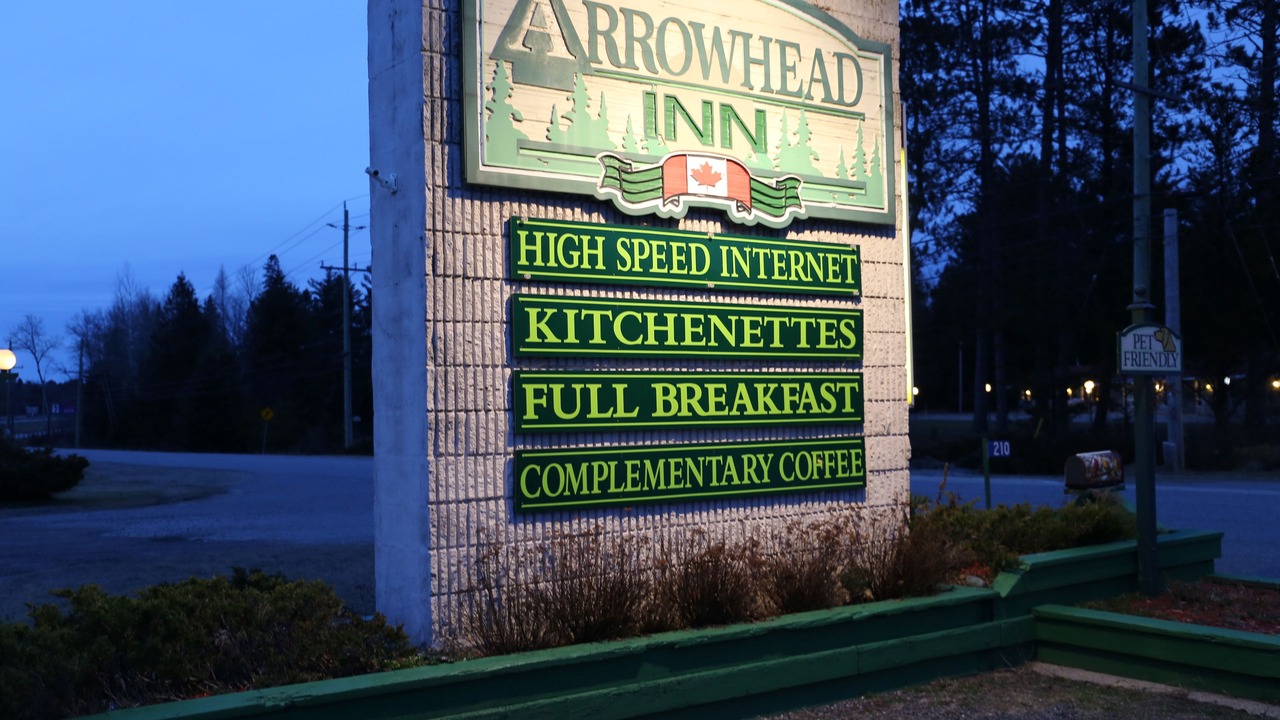 ARROWHEAD
INN
HIGH SPEED INTERNET
KITCHENETTES
FULL BREAKFAST
COMPLEMENTARY COFFEE
PET
FRIENDLY
210